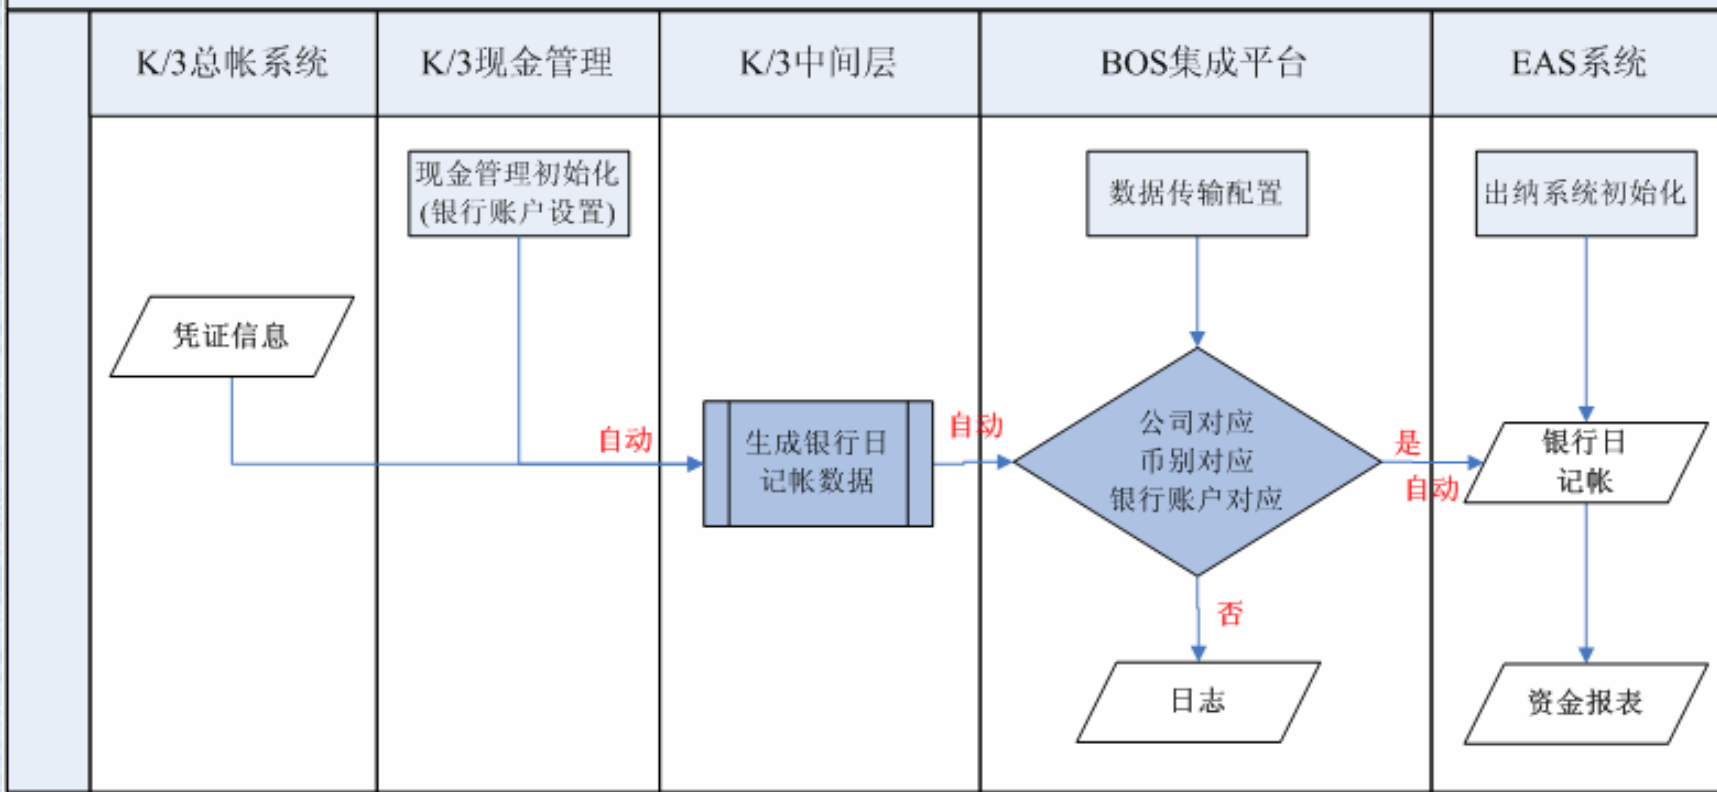 K/3总帐系统
K/3现金管理
K/3中间层
BOS集成平台
EAS系统
现金管理初始化
(银行账户设置)
数据传输配置
出纳系统初始化
凭证信息
自动
生成银行日
记帐数据
自动
公司对应
币别对应
银行账户对应
是
自动
银行日
记帐
否
日志
资金报表